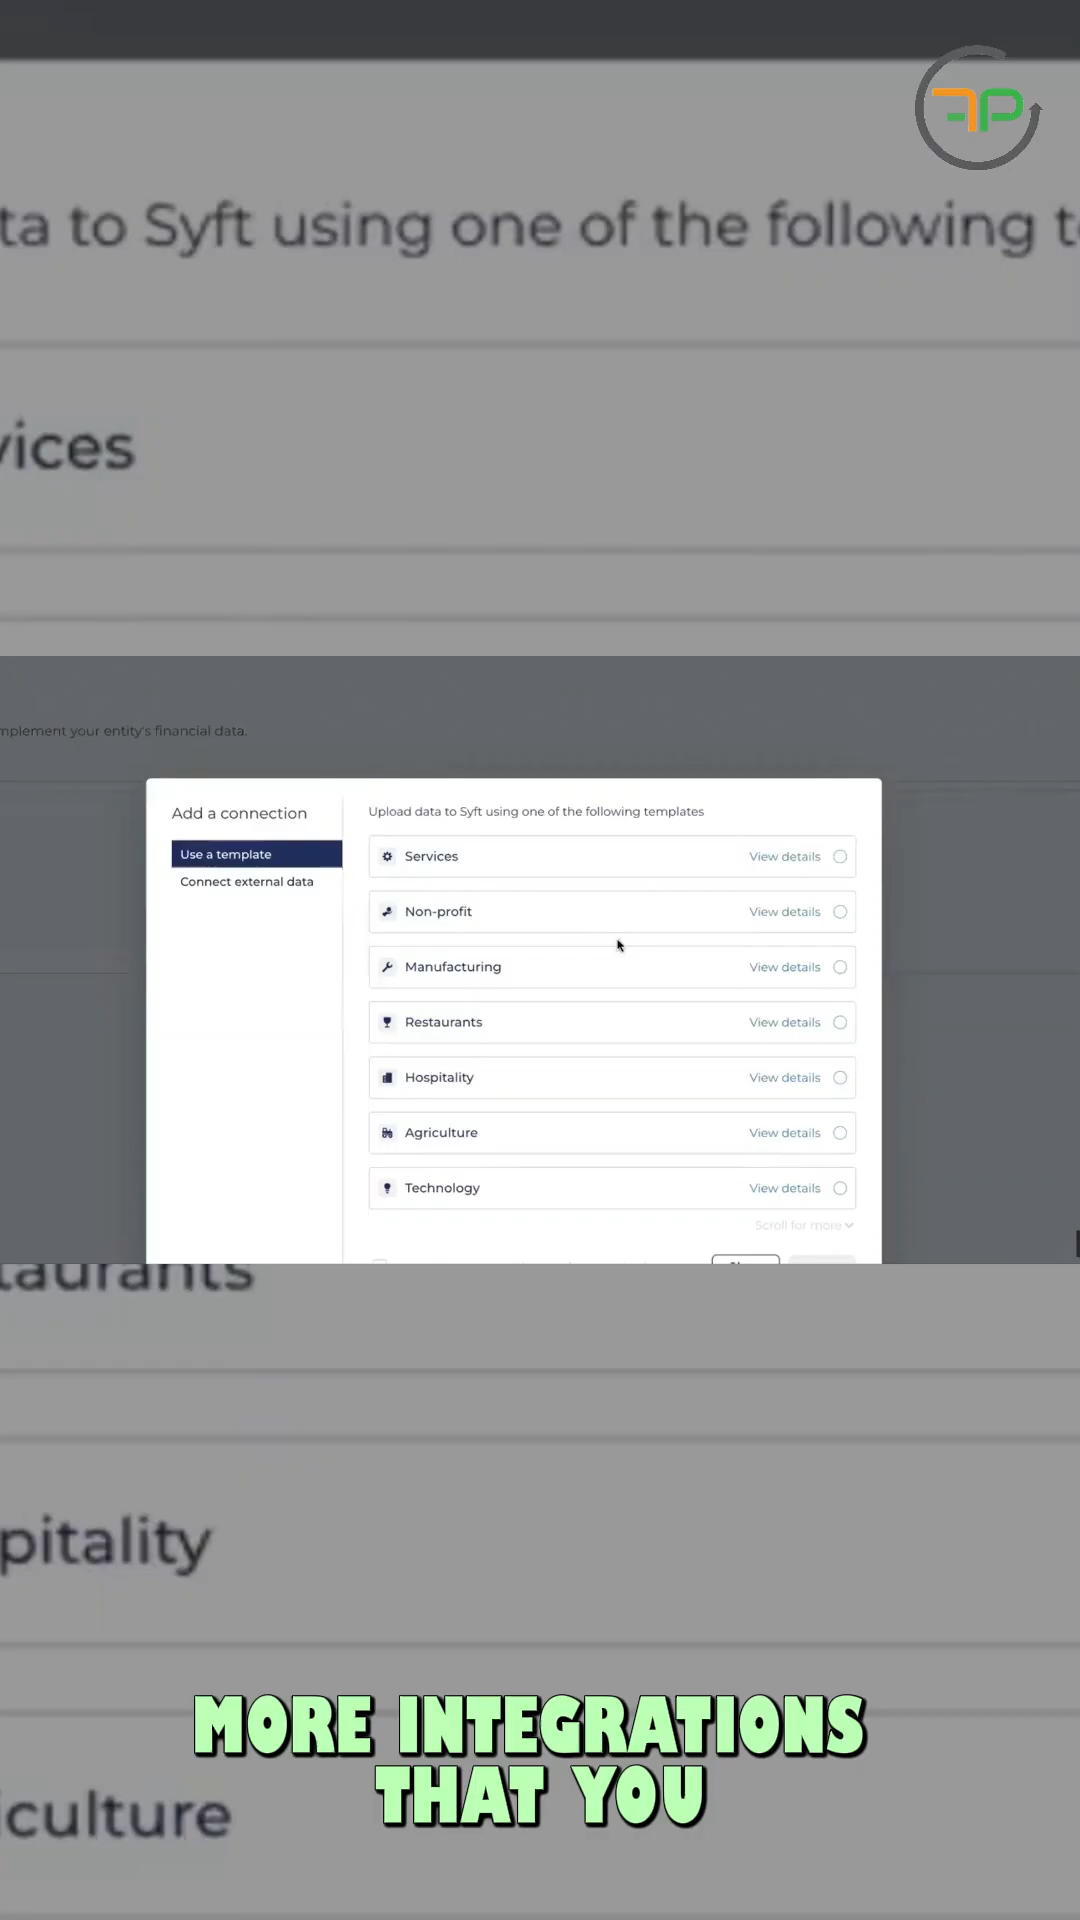 FP
ta to Syft using one of the following t
vices
mplement your entity's financial data.
Add a connection
Upload data to Syft using one of the following templates
Use a template
Connect external data
Services View details
Non-profit View details
Manufacturing View details
Restaurants View details
Hospitality View details
Agriculture View details
Technology View details
Scroll for more
taurants
pitality
MORE INTEGRATIONS
THAT YOU
iculture